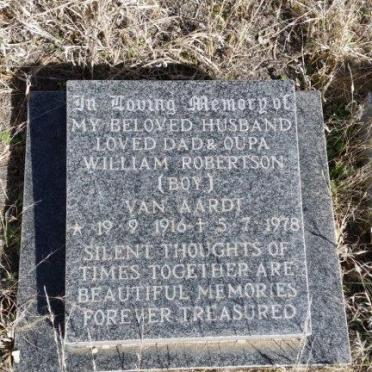 In Loving Memory of
MY BELOVED HUSBAND
LOVED DAD & OUPA
WILLIAM ROBERTSON
(BOY)
VAN AARDT
★ 19·9·1916 ✝ 5·7·1978
SILENT THOUGHTS OF
TIMES TOGETHER ARE
BEAUTIFUL MEMORIES
FOREVER TREASURED